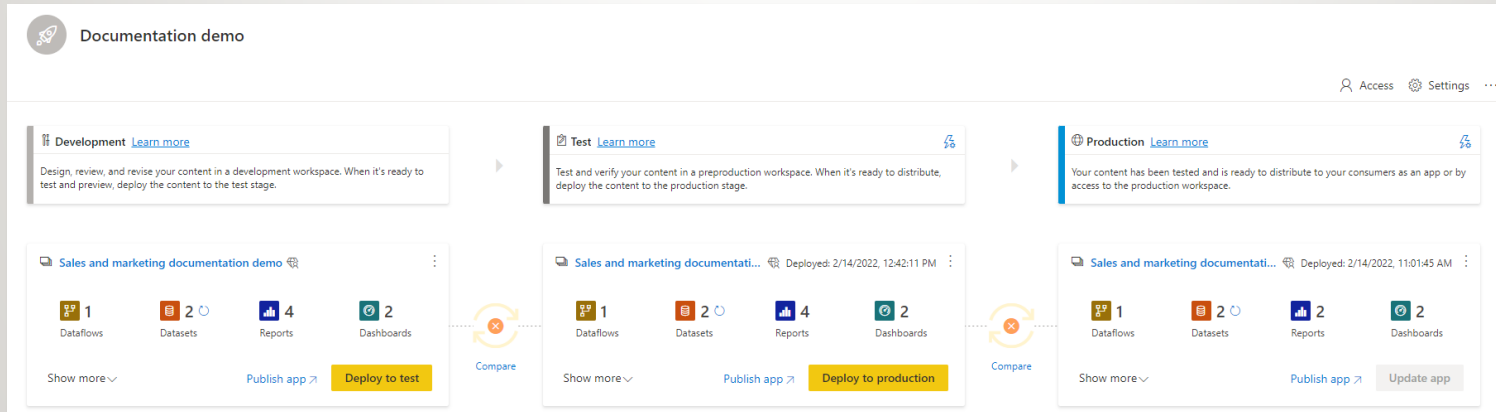 Documentation demo
Access Settings ...
Development Learn more
Design, review, and revise your content in a development workspace. When it's ready to
test and preview, deploy the content to the test stage.
Test Learn more
Test and verify your content in a preproduction workspace. When it's ready to distribute,
deploy the content to the production stage.
Production Learn more
Your content has been tested and is ready to distribute to your consumers as an app or by
access to the production workspace.
Sales and marketing documentation demo
1
Dataflows
2
Datasets
4
Reports
2
Dashboards
Show more
Publish app
Deploy to test
Compare
Sales and marketing documentati... Deployed: 2/14/2022, 12:42:11 PM
1
Dataflows
2
Datasets
4
Reports
2
Dashboards
Show more
Publish app
Deploy to production
Compare
Sales and marketing documentati... Deployed: 2/14/2022, 11:01:45 AM
1
Dataflows
2
Datasets
2
Reports
2
Dashboards
Show more
Publish app
Update app